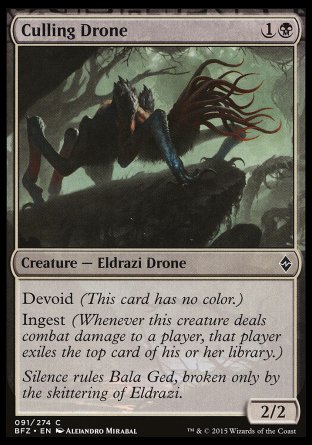 Culling Drone 1
Creature — Eldrazi Drone
Devoid (This card has no color.)
Ingest (Whenever this creature deals
combat damage to a player, that player
exiles the top card of his or her library.)
Silence rules Bala Ged, broken only by
the skittering of Eldrazi.
2/2
091/274 C
BFZ • EN Alejandro Mirabal
™ & © 2015 Wizards of the Coast